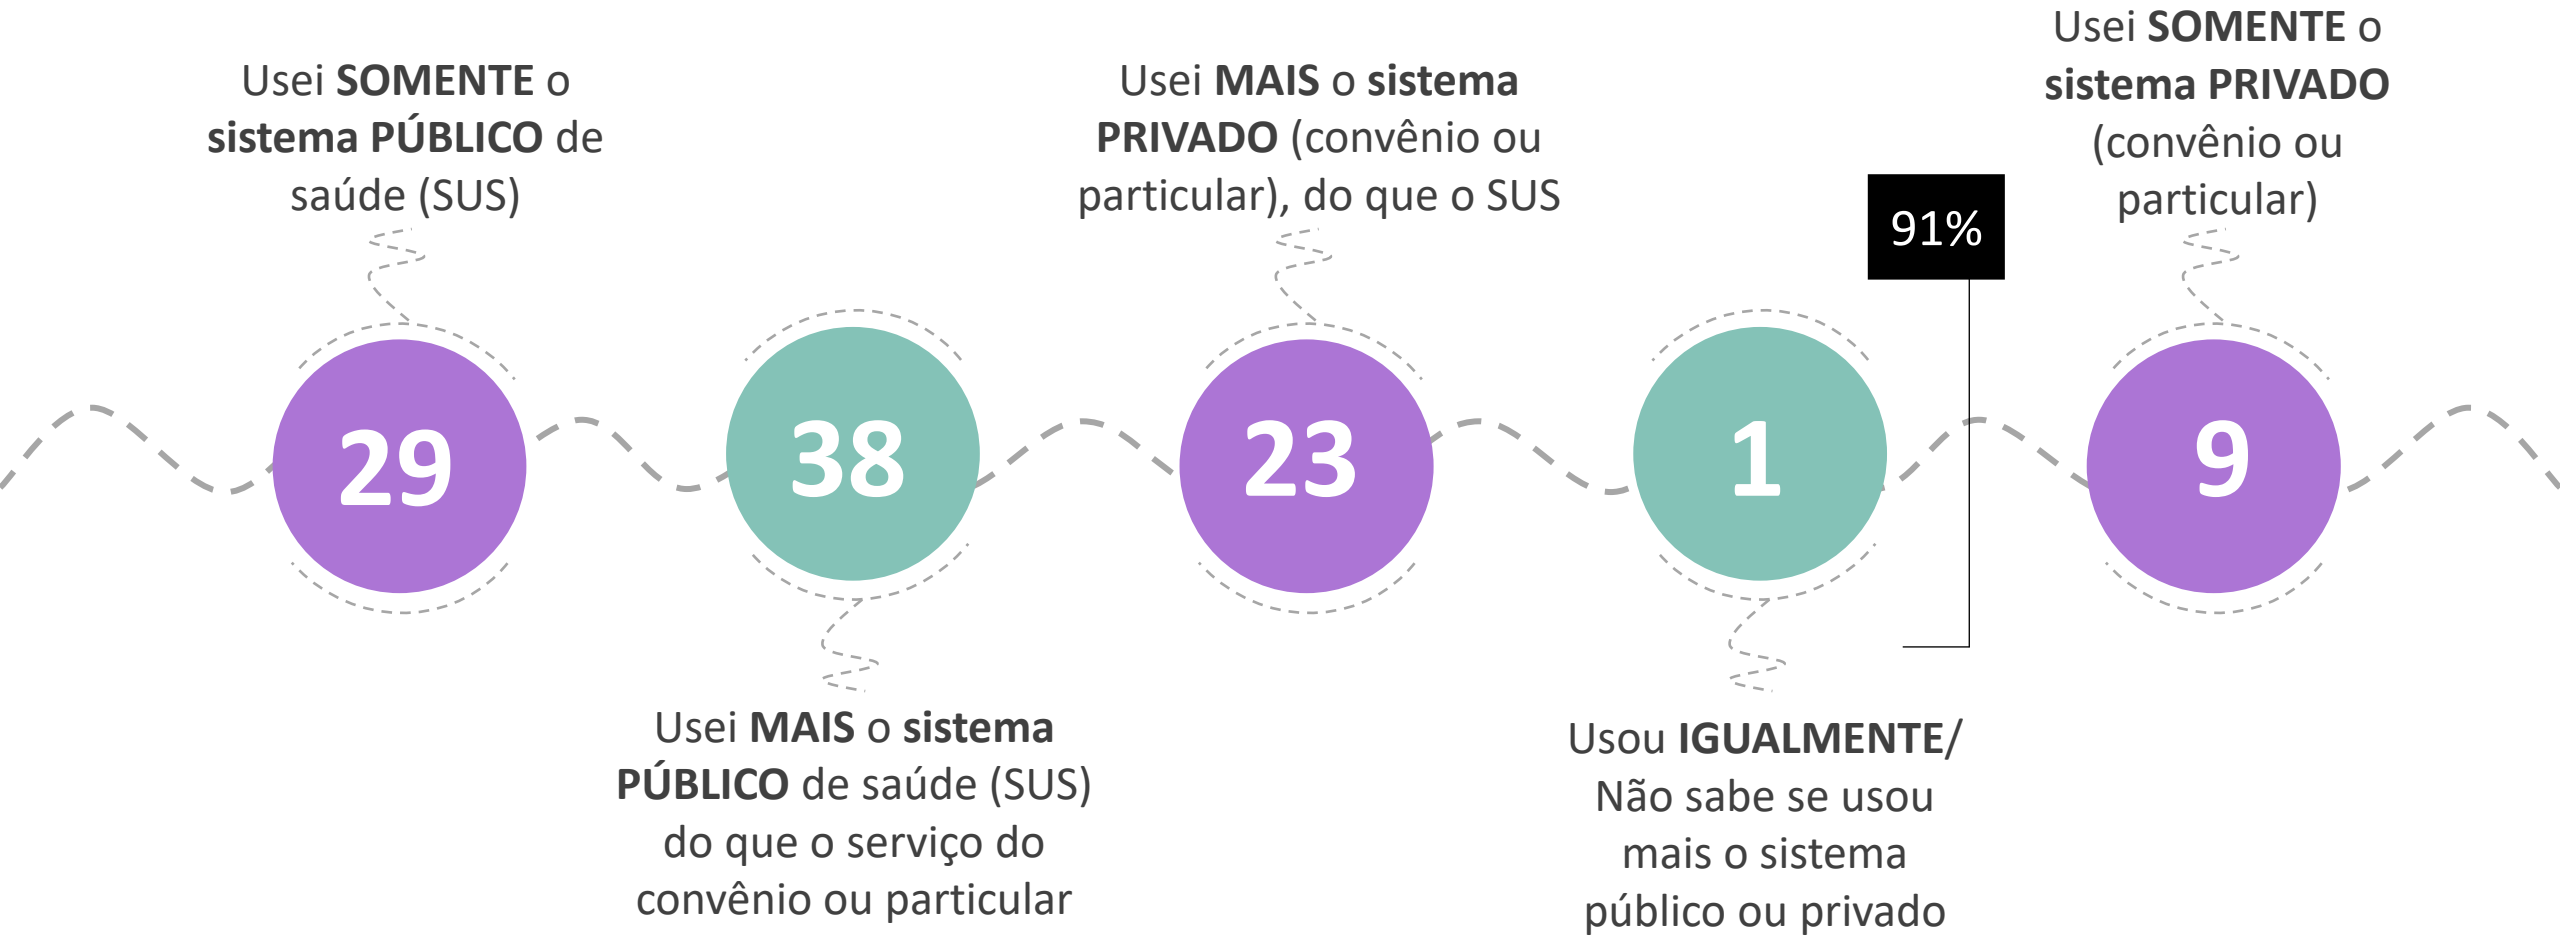 Usei SOMENTE o
sistema PÚBLICO de
saúde (SUS)
29
38
Usei MAIS o sistema
PÚBLICO de saúde (SUS)
do que o serviço do
convênio ou particular
Usei MAIS o sistema
PRIVADO (convênio ou
particular), do que o SUS
23
1
Usou IGUALMENTE/
Não sabe se usou
mais o sistema
público ou privado
91%
Usei SOMENTE o
sistema PRIVADO
(convênio ou
particular)
9